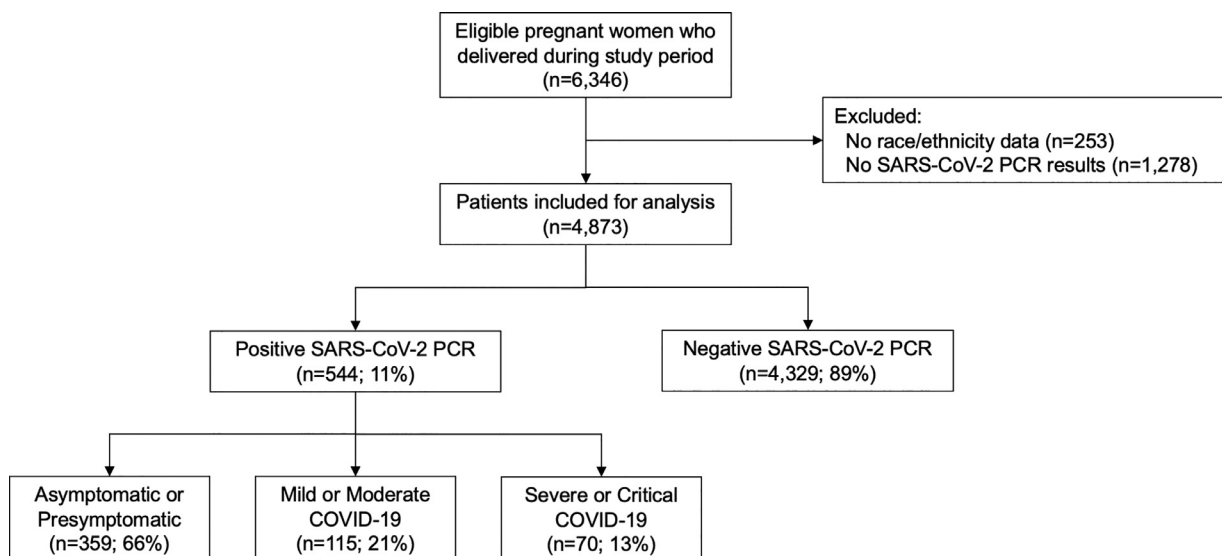 Eligible pregnant women who
delivered during study period
(n=6,346)
Excluded:
No race/ethnicity data (n=253)
No SARS-CoV-2 PCR results (n=1,278)
Patients included for analysis
(n=4,873)
Positive SARS-CoV-2 PCR
(n=544; 11%)
Negative SARS-CoV-2 PCR
(n=4,329; 89%)
Asymptomatic or
Presymptomatic
(n=359; 66%)
Mild or Moderate
COVID-19
(n=115; 21%)
Severe or Critical
COVID-19
(n=70; 13%)